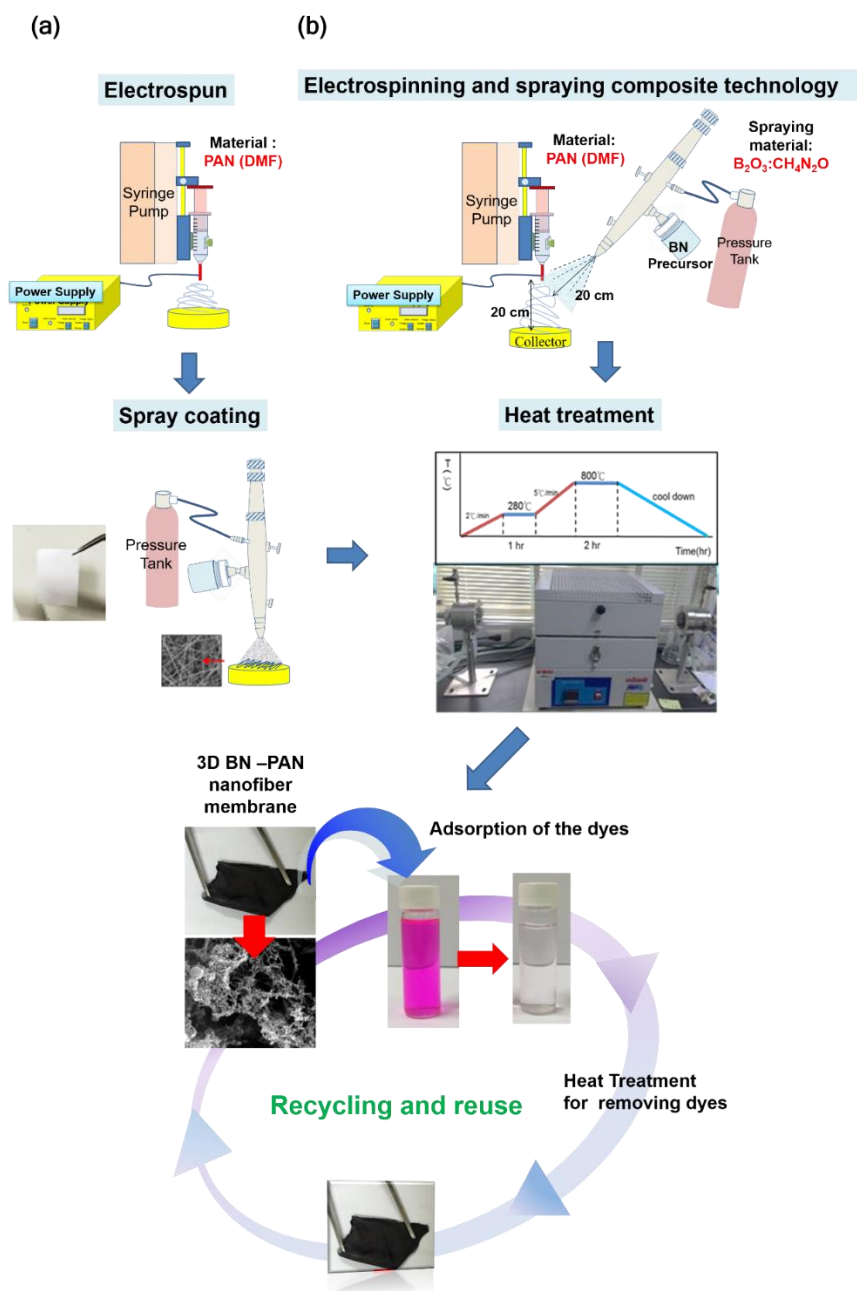 (a)
(b)
Electrospun
Electrospinning and spraying composite technology
Material :
PAN (DMF)
Syringe
Pump
Power Supply
Material:
PAN (DMF)
Spraying
material:
B₂O₃:CH₄N₂O
Syringe
Pump
BN
Precursor
Pressure
Tank
Power Supply
20 cm
20 cm
Collector
Spray coating
Heat treatment
Pressure
Tank
T
(℃)
2℃/min
280℃
5℃/min
800℃
cool down
1 hr
2 hr
Time(hr)
3D BN –PAN
nanofiber
membrane
Adsorption of the dyes
Heat Treatment
for removing dyes
Recycling and reuse